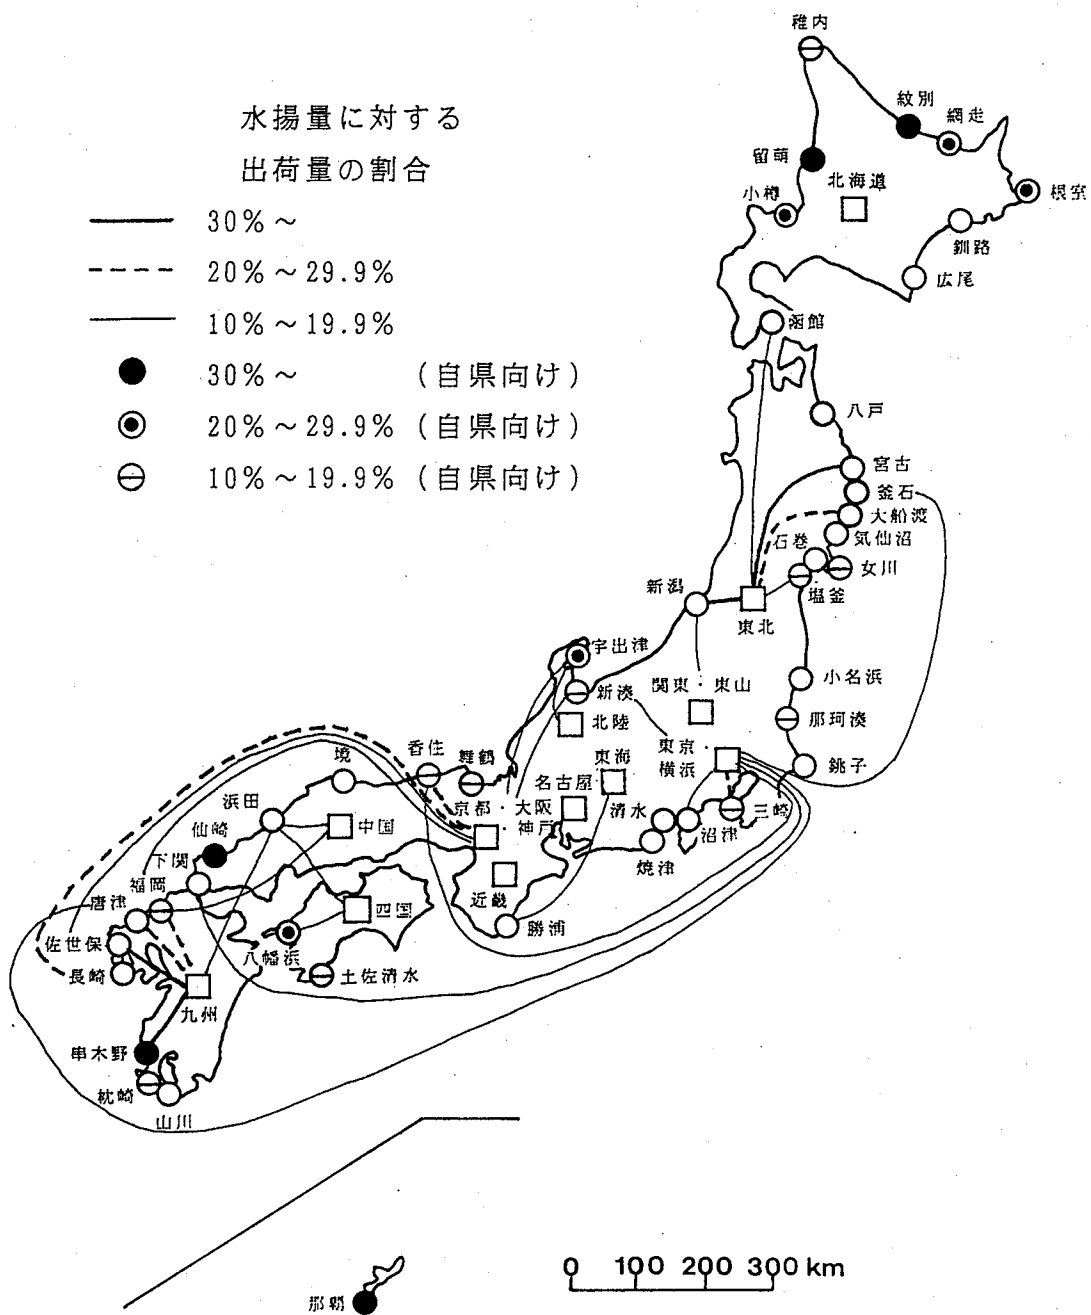 稚内
水揚量に対する
紋別
網走
出荷量の割合
留萌
北海道
小樽
根室
30%～
釧路
20%～29.9%
広尾
10%～19.9%
函館
30%～ （自県向け）
20%～29.9%（自県向け）
八戸
10%～19.9%（自県向け）
宮古
釜石
大船渡
石巻
気仙沼
女川
新潟
塩釜
東北
宇出津
小名浜
関東・東山
新湊
那珂湊
北陸
東海
東京・
横浜
香住
舞鶴
境
銚子
名古屋
京都・大阪
・神戸
清水
浜田
中国
三崎
仙崎
沼津
下関
焼津
福岡
近畿
唐津
四国
勝浦
佐世保
八幡浜
長崎
土佐清水
九州
串木野
枕崎
山川
0 100 200 300 km
那覇